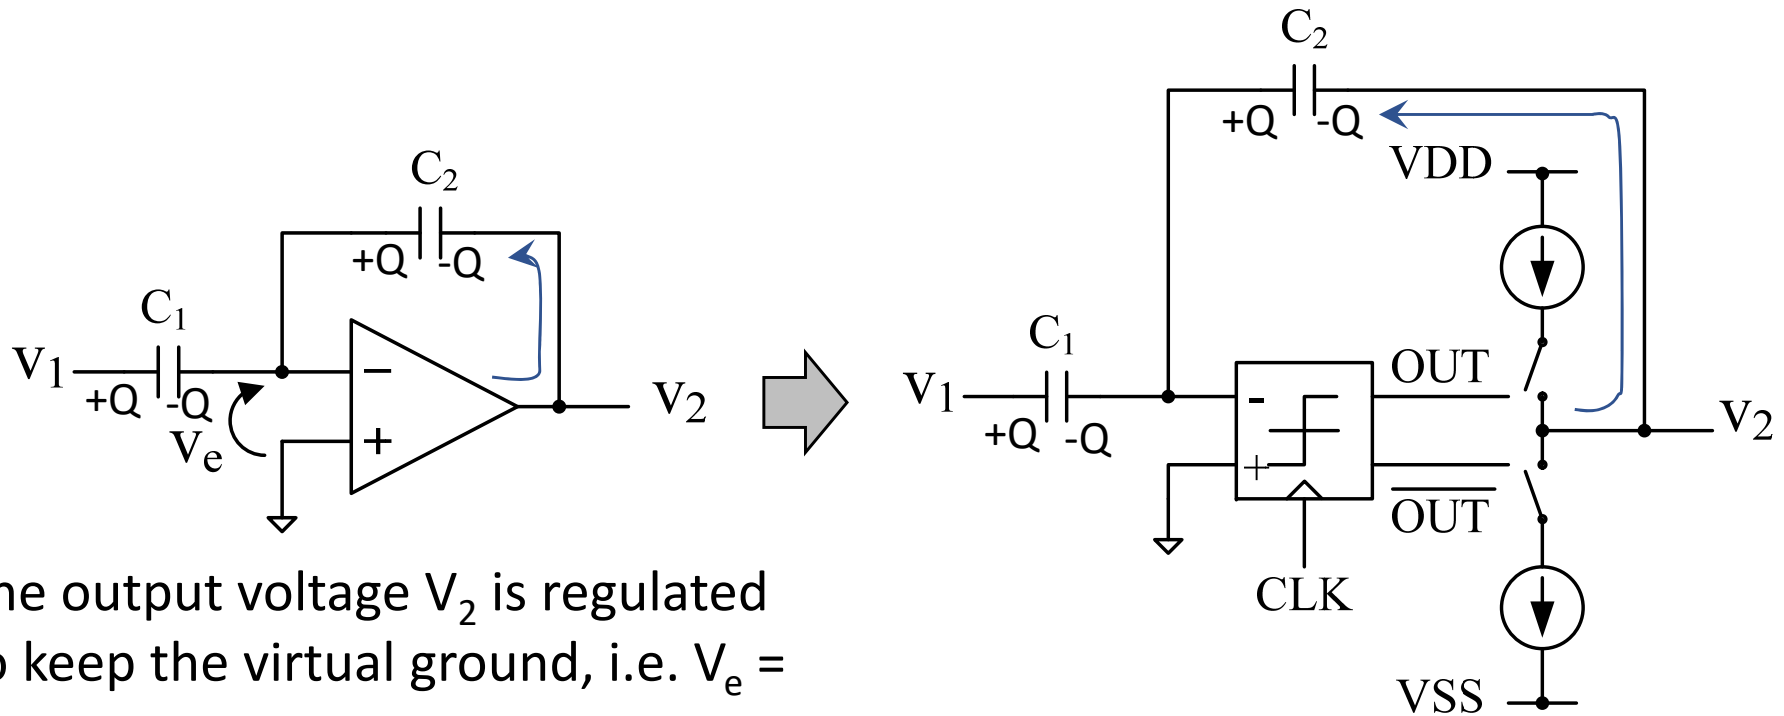 C2
+Q -Q
C1
V1
+Q -Q
Ve
−
+
V2
C2
+Q -Q
VDD
C1
V1
+Q -Q
-
+
OUT
OUT
CLK
V2
VSS
ne output voltage V2 is regulated
o keep the virtual ground, i.e. Ve =